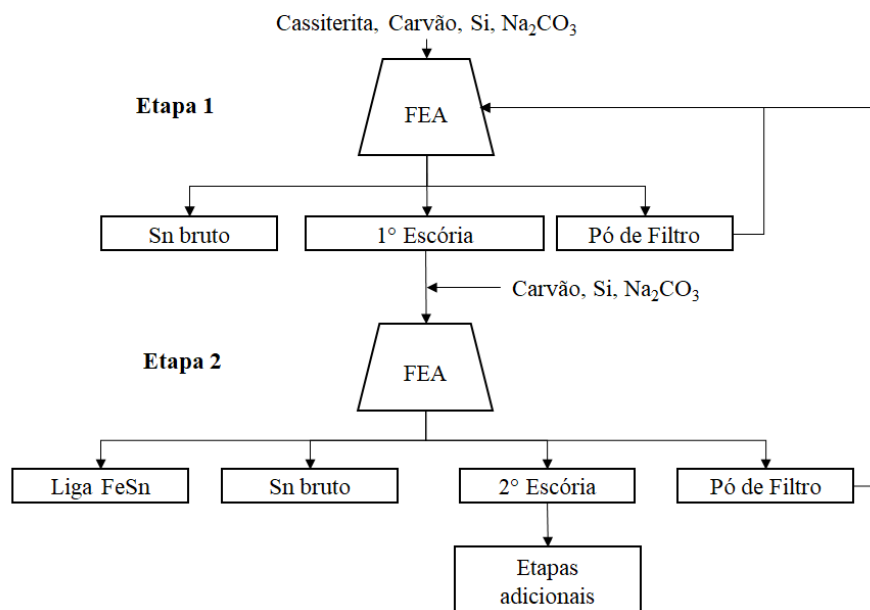 Cassiterita, Carvão, Si, Na₂CO₃
Etapa 1
FEA
Sn bruto
1° Escória
Pó de Filtro
Carvão, Si, Na₂CO₃
Etapa 2
FEA
Liga FeSn
Sn bruto
2° Escória
Pó de Filtro
Etapas
adicionais